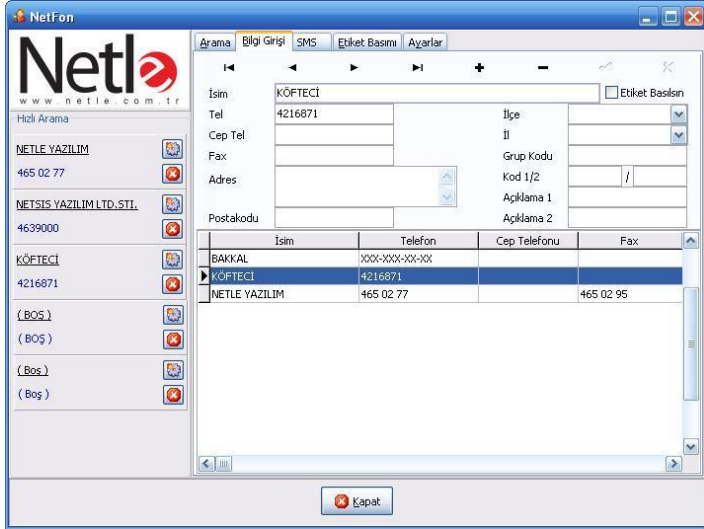 NetFon
Netle
www.netle.com.tr
Hızlı Arama
NETLE YAZILIM
465 02 77
NETSIS YAZILIM LTD.STI.
4639000
KÖFTECİ
4216871
( BOŞ )
( BOŞ )
( Boş )
( Boş )
Arama Bilgi Girişi SMS Etiket Basımı Ayarlar
İsim KÖFTECİ Etiket Basılsın
Tel 4216871 İlçe
Cep Tel İl
Fax Grup Kodu
Adres Kod 1/2 /
Açıklama 1
Postakodu Açıklama 2
İsim Telefon Cep Telefonu Fax
BAKKAL XXX-XXX-XX-XX
KÖFTECİ 4216871
NETLE YAZILIM 465 02 77 465 02 95
Kapat